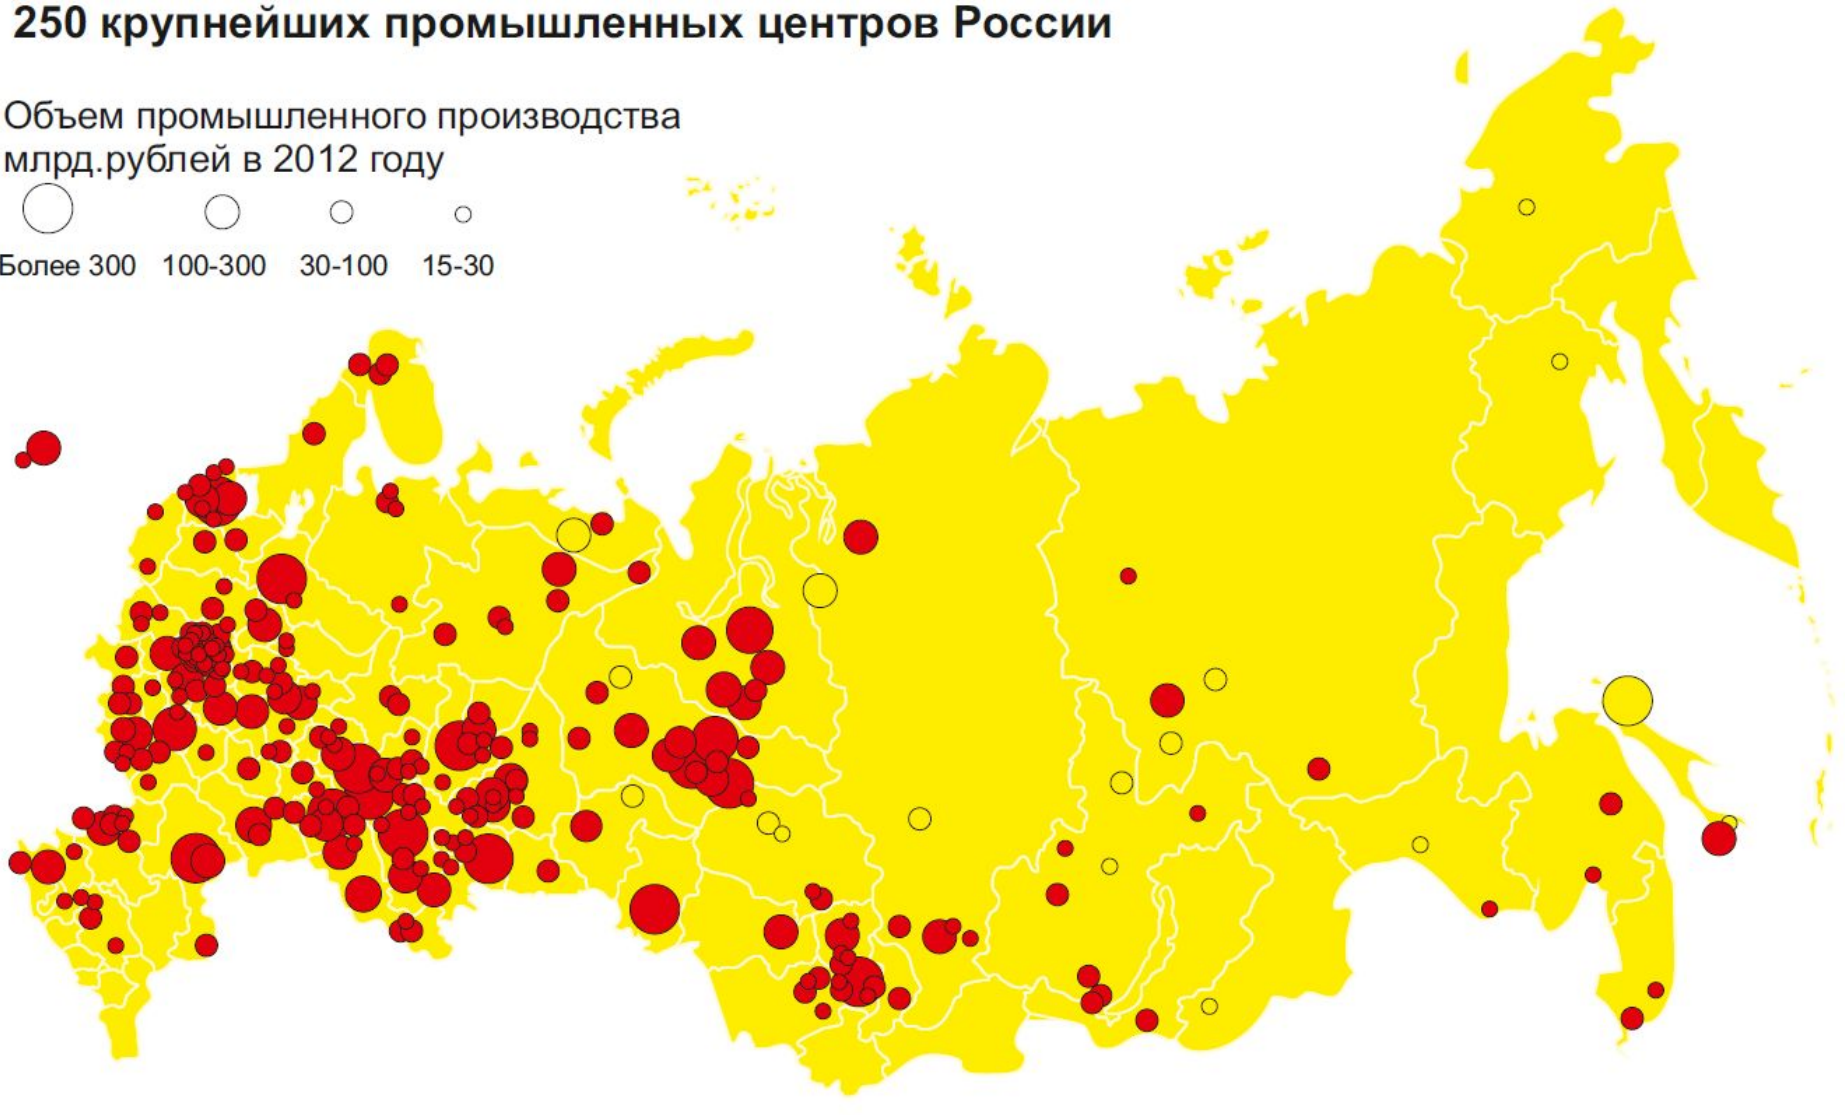 250 крупнейших промышленных центров России
Объем промышленного производства
млрд.рублей в 2012 году
Более 300 100-300 30-100 15-30